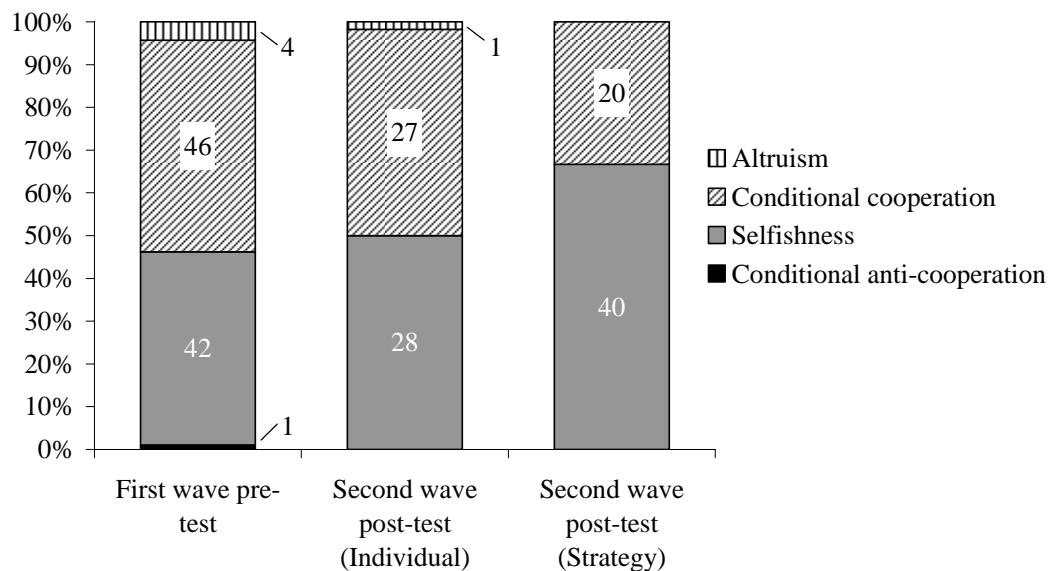 100%
90%
80%
70%
60%
50%
40%
30%
20%
10%
0%
4
46
42
1
1
27
28
20
40
Altruism
Conditional cooperation
Selfishness
Conditional anti-cooperation
First wave pre-
test
Second wave
post-test
(Individual)
Second wave
post-test
(Strategy)